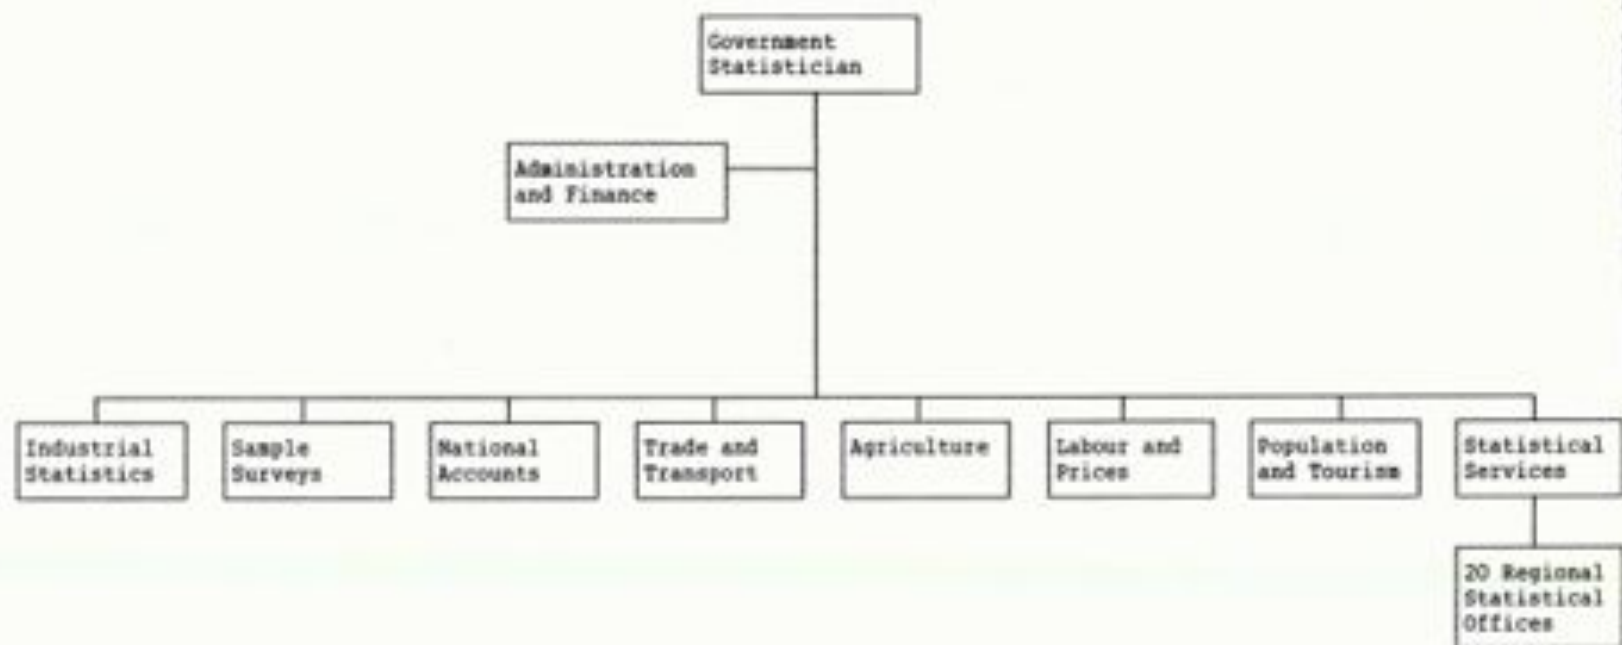 Government
Statistician
Administration
and Finance
Industrial
Statistics
Sample
Surveys
National
Accounts
Trade and
Transport
Agriculture
Labour and
Prices
Population
and Tourism
Statistical
Services
20 Regional
Statistical
Offices